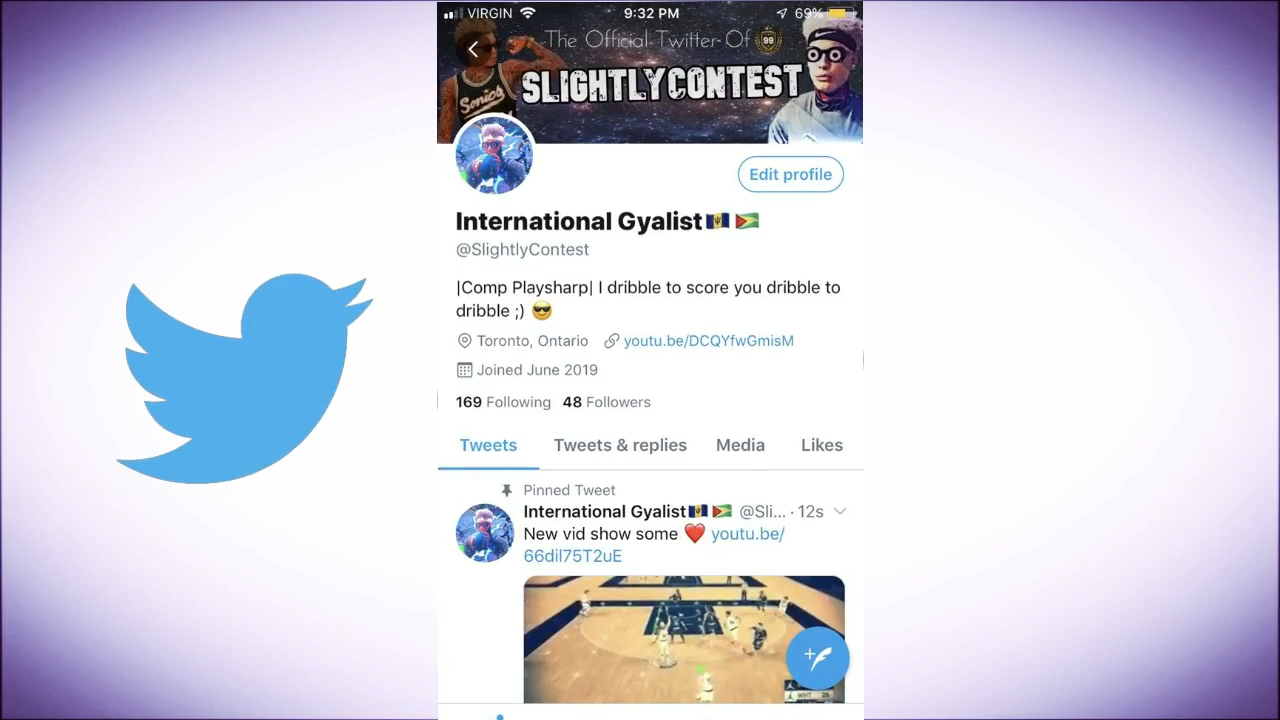 VIRGIN 9:32 PM 69%
The Official Twitter Of 99
SLIGHTLYCONTEST
Sonics
Edit profile
International Gyalist🇧🇧 🇬🇾
@SlightlyContest
|Comp Playsharp| I dribble to score you dribble to
dribble ;) 😎
Toronto, Ontario youtu.be/DCQYfwGmisM
Joined June 2019
169 Following 48 Followers
Tweets Tweets & replies Media Likes
Pinned Tweet
International Gyalist🇧🇧 🇬🇾 @Sli... · 12s
New vid show some ❤️ youtu.be/
66dil75T2uE